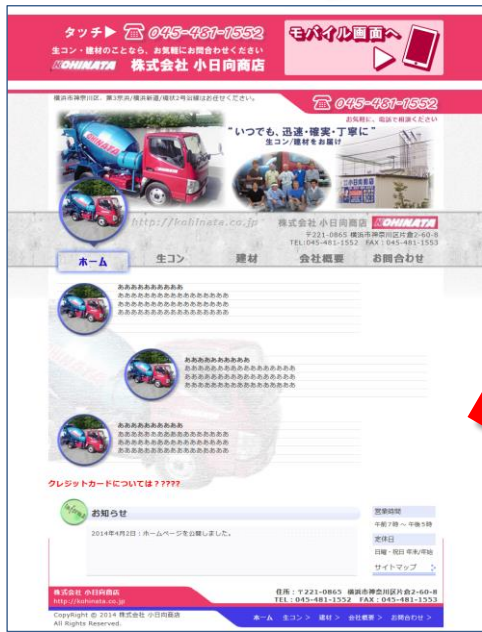 タッチ▶ 045-481-1552
モバイル画面へ
生コン・建材のことなら、お気軽にお問合わせください
KOHINATA 株式会社 小日向商店
横浜市神奈川区、第3京浜/横浜新道/環状2号沿線はお任せください。
045-481-1552
お気軽に、電話で相談ください
"いつでも、迅速・確実・丁寧に"
生コン/建材をお届け
http://kohinata.co.jp
株式会社 小日向商店 KOHINATA
〒221-0865 横浜市神奈川区片倉2-60-8
TEL:045-481-1552 FAX:045-481-1553
ホーム 生コン 建材 会社概要 お問合わせ
ああああああああああ
あああああああああああああああああ
あああああああああああああああああ
あああああああああああああああああ
ああああああああああ
あああああああああああああああああ
あああああああああああああああああ
あああああああああああああああああ
ああああああああああ
あああああああああああああああああ
あああああああああああああああああ
あああああああああああああああああ
クレジットカードについては?????
お知らせ
2014年4月2日:ホームページを公開しました。
営業時間
午前7時 ~ 午後5時
定休日
日曜・祝日 年末/年始
サイトマップ
株式会社 小日向商店
http://kohinata.co.jp
住所:〒221-0865 横浜市神奈川区片倉2-60-8
TEL:045-481-1552 FAX:045-481-1553
CopyRight © 2014 株式会社 小日向商店
All Rights Reserved.
ホーム 生コン > 建材 > 会社概要 > お問合わせ >